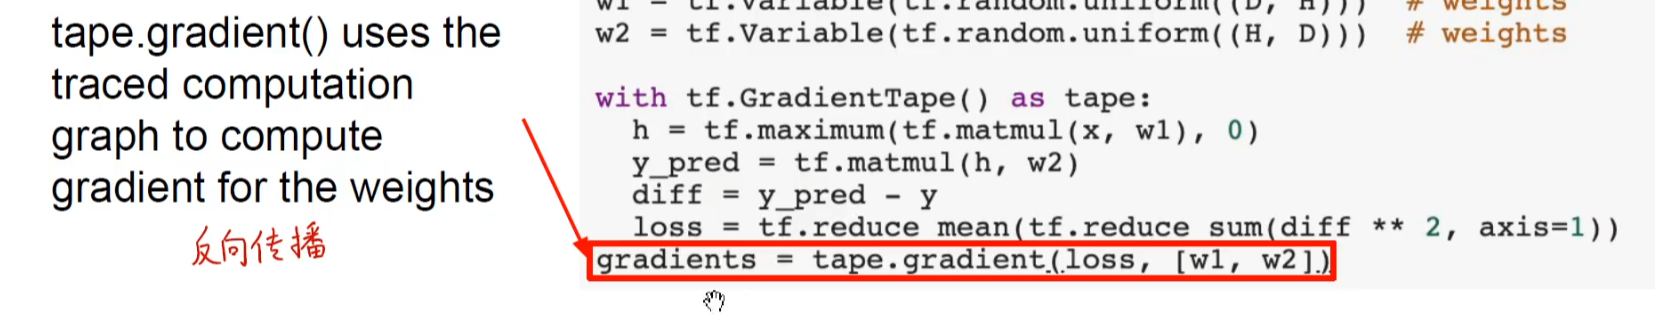 tape.gradient() uses the
traced computation
graph to compute
gradient for the weights
反向传播
w1 = tf.Variable(tf.random.uniform((D, H))) # weights
w2 = tf.Variable(tf.random.uniform((H, D))) # weights
with tf.GradientTape() as tape:
h = tf.maximum(tf.matmul(x, w1), 0)
y_pred = tf.matmul(h, w2)
diff = y_pred - y
loss = tf.reduce_mean(tf.reduce_sum(diff ** 2, axis=1))
gradients = tape.gradient(loss, [w1, w2])